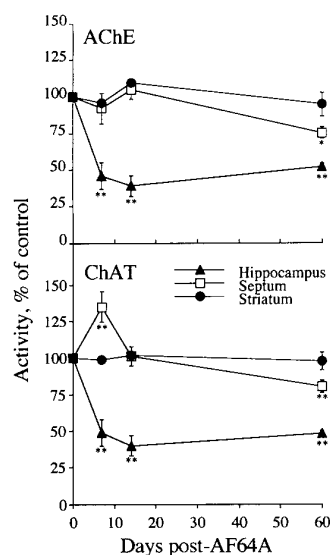 150
AChE
125
100
75
50
25
0
*
**
**
**
ChAT
Hippocampus
Septum
Striatum
125
100
75
50
25
0
**
**
**
**
**
0 10 20 30 40 50 60
Days post-AF64A
Activity, % of control